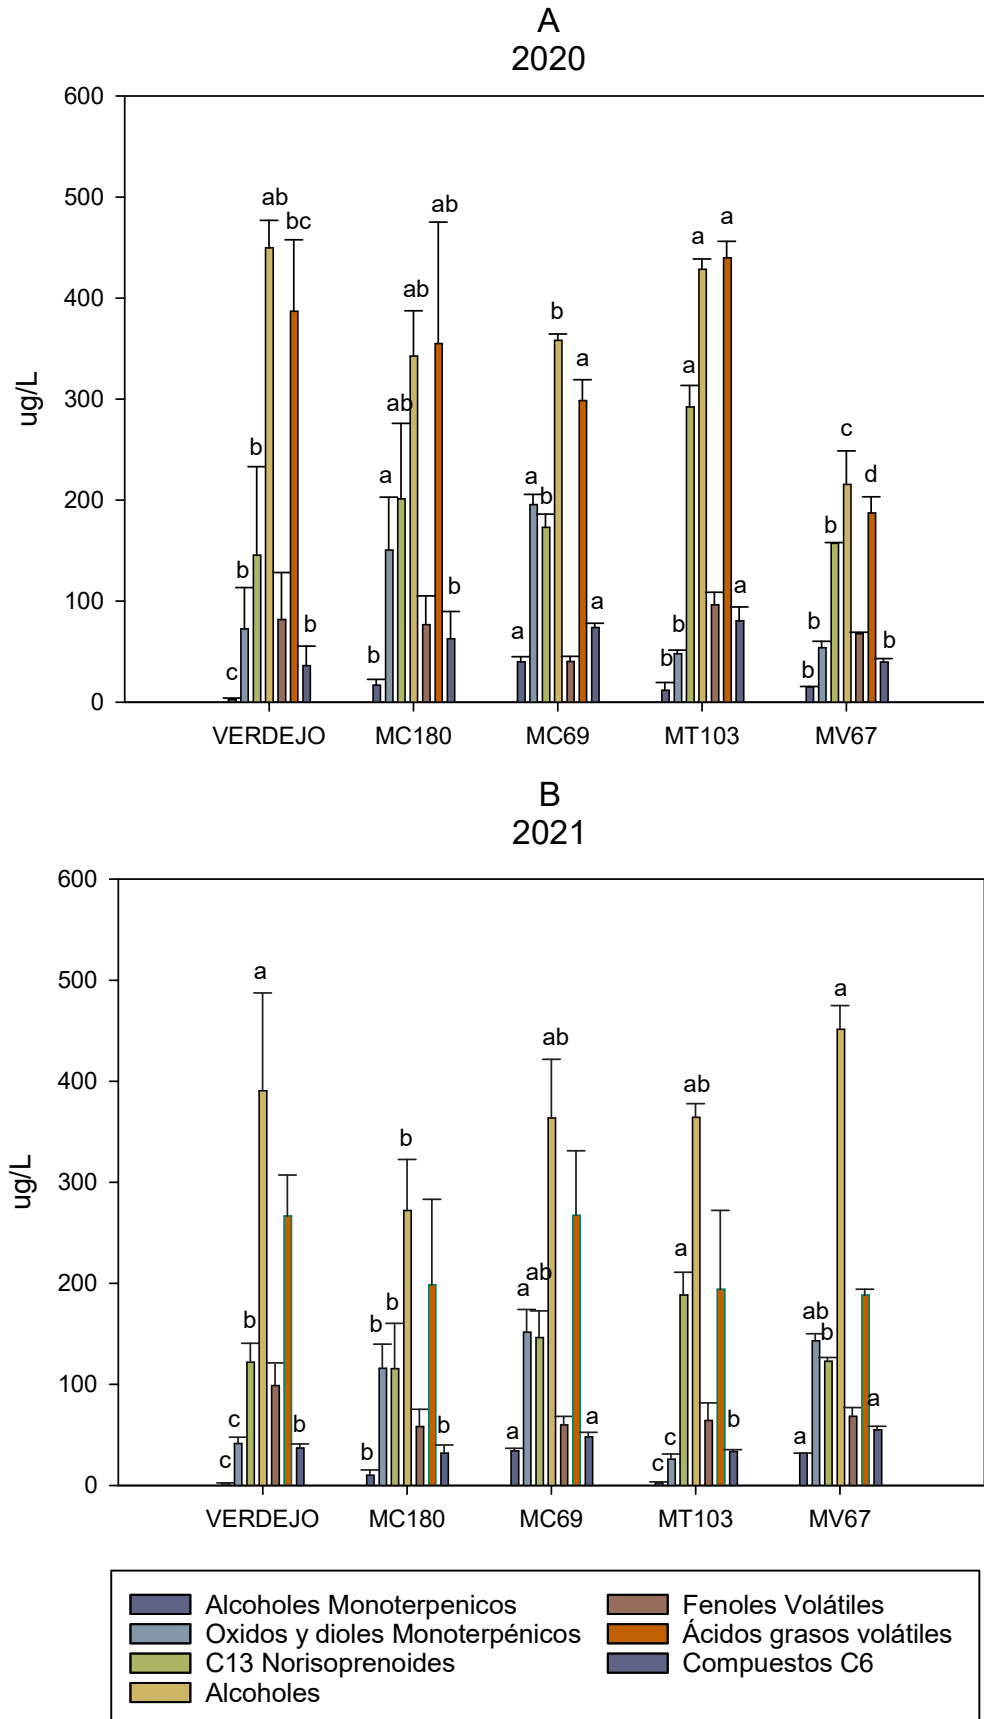 A
2020
600
500
400
300
200
100
0
ug/L
c
b
b
ab
bc
b
b
a
ab
ab
ab
b
a
a
b
b
a
a
b
b
a
a
a
a
b
b
b
c
d
b
VERDEJO MC180 MC69 MT103 MV67
B
2021
600
500
400
300
200
100
0
ug/L
c
c
b
a
b
b
b
b
b
b
a
a
ab
ab
a
c
c
a
ab
b
a
ab
b
a
a
VERDEJO MC180 MC69 MT103 MV67
Alcoholes Monoterpenicos
Oxidos y dioles Monoterpénicos
C13 Norisoprenoides
Alcoholes
Fenoles Volátiles
Ácidos grasos volátiles
Compuestos C6